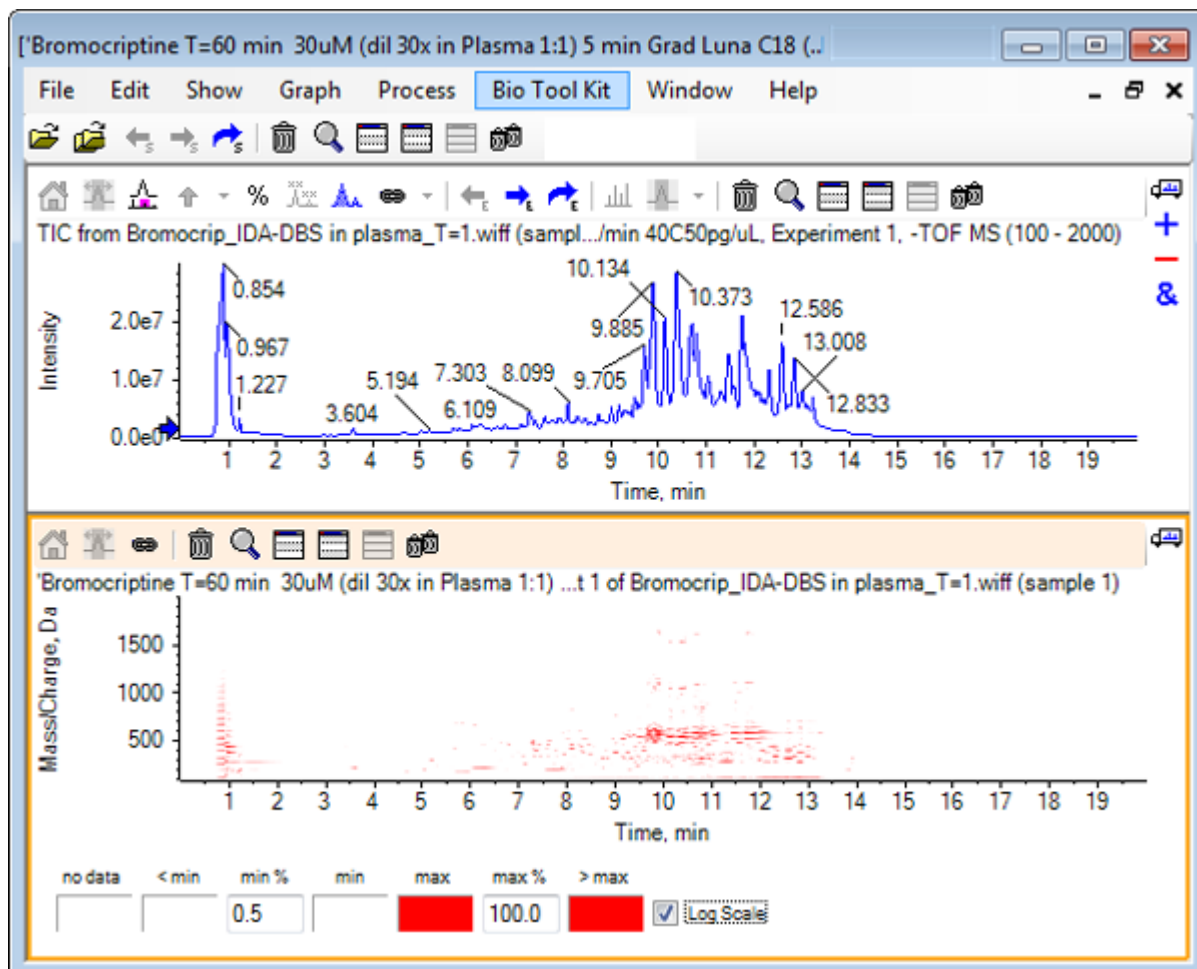 ['Bromocriptine T=60 min 30uM (dil 30x in Plasma 1:1) 5 min Grad Luna C18 (..
File Edit Show Graph Process Bio Tool Kit Window Help
TIC from Bromocrip_IDA-DBS in plasma_T=1.wiff (sampl.../min 40C50pg/uL, Experiment 1, -TOF MS (100 - 2000)
Intensity
2.0e7
1.0e7
0.0e0
0.854
0.967
1.227
3.604
5.194
6.109
7.303
8.099
9.705
9.885
10.134
10.373
12.586
13.008
12.833
1 2 3 4 5 6 7 8 9 10 11 12 13 14 15 16 17 18 19
Time, min
'Bromocriptine T=60 min 30uM (dil 30x in Plasma 1:1) ...t 1 of Bromocrip_IDA-DBS in plasma_T=1.wiff (sample 1)
Mass/Charge, Da
1500
1000
500
1 2 3 4 5 6 7 8 9 10 11 12 13 14 15 16 17 18 19
Time, min
no data < min min % min max max % > max
0.5 100.0 Log Scale